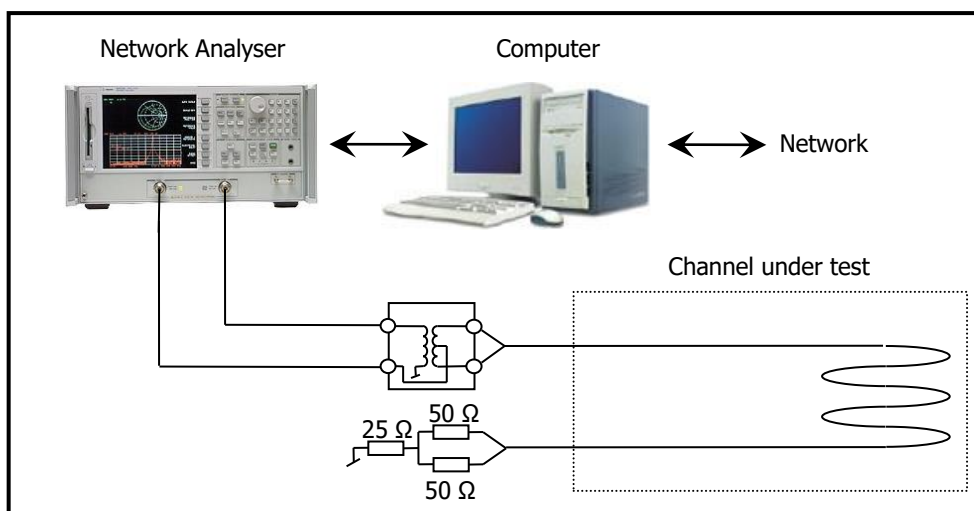 Network Analyser
Computer
Network
Channel under test
50 Ω
25 Ω
50 Ω